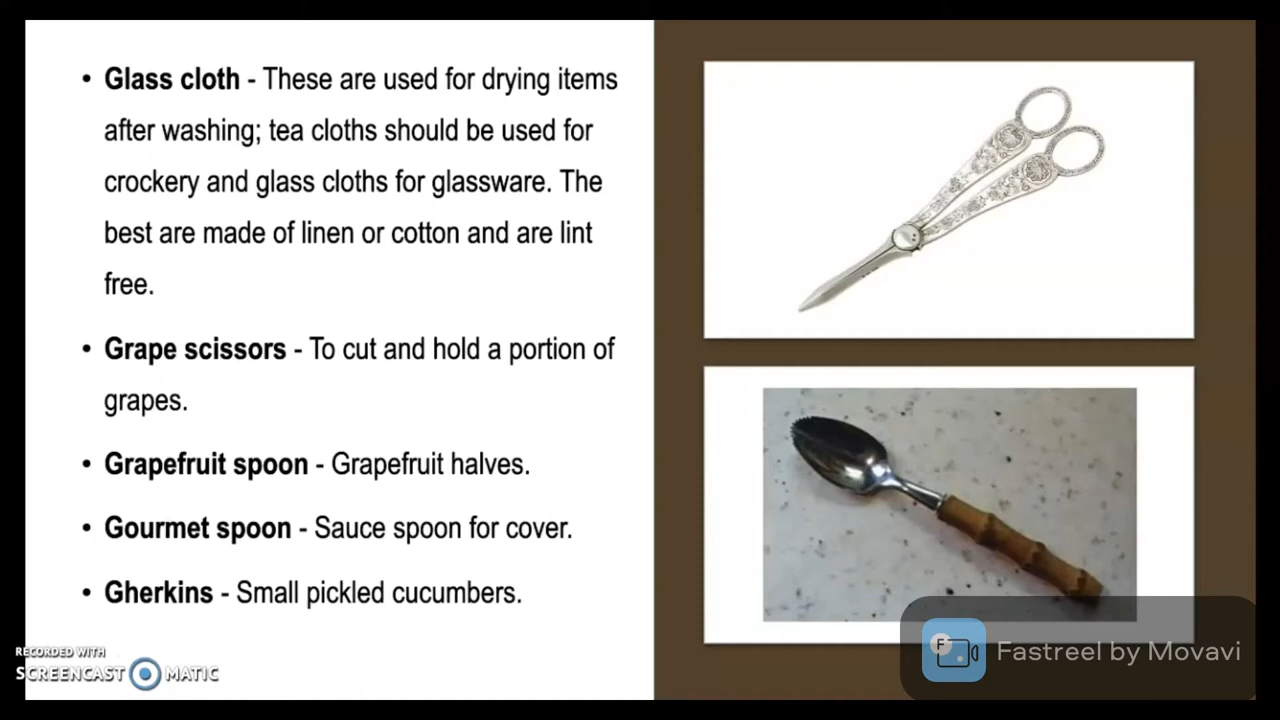 • Glass cloth - These are used for drying items
after washing; tea cloths should be used for
crockery and glass cloths for glassware. The
best are made of linen or cotton and are lint
free.
• Grape scissors - To cut and hold a portion of
grapes.
• Grapefruit spoon - Grapefruit halves.
• Gourmet spoon - Sauce spoon for cover.
• Gherkins - Small pickled cucumbers.
RECORDED WITH
SCREENCAST MATIC
F
Fastreel by Movavi